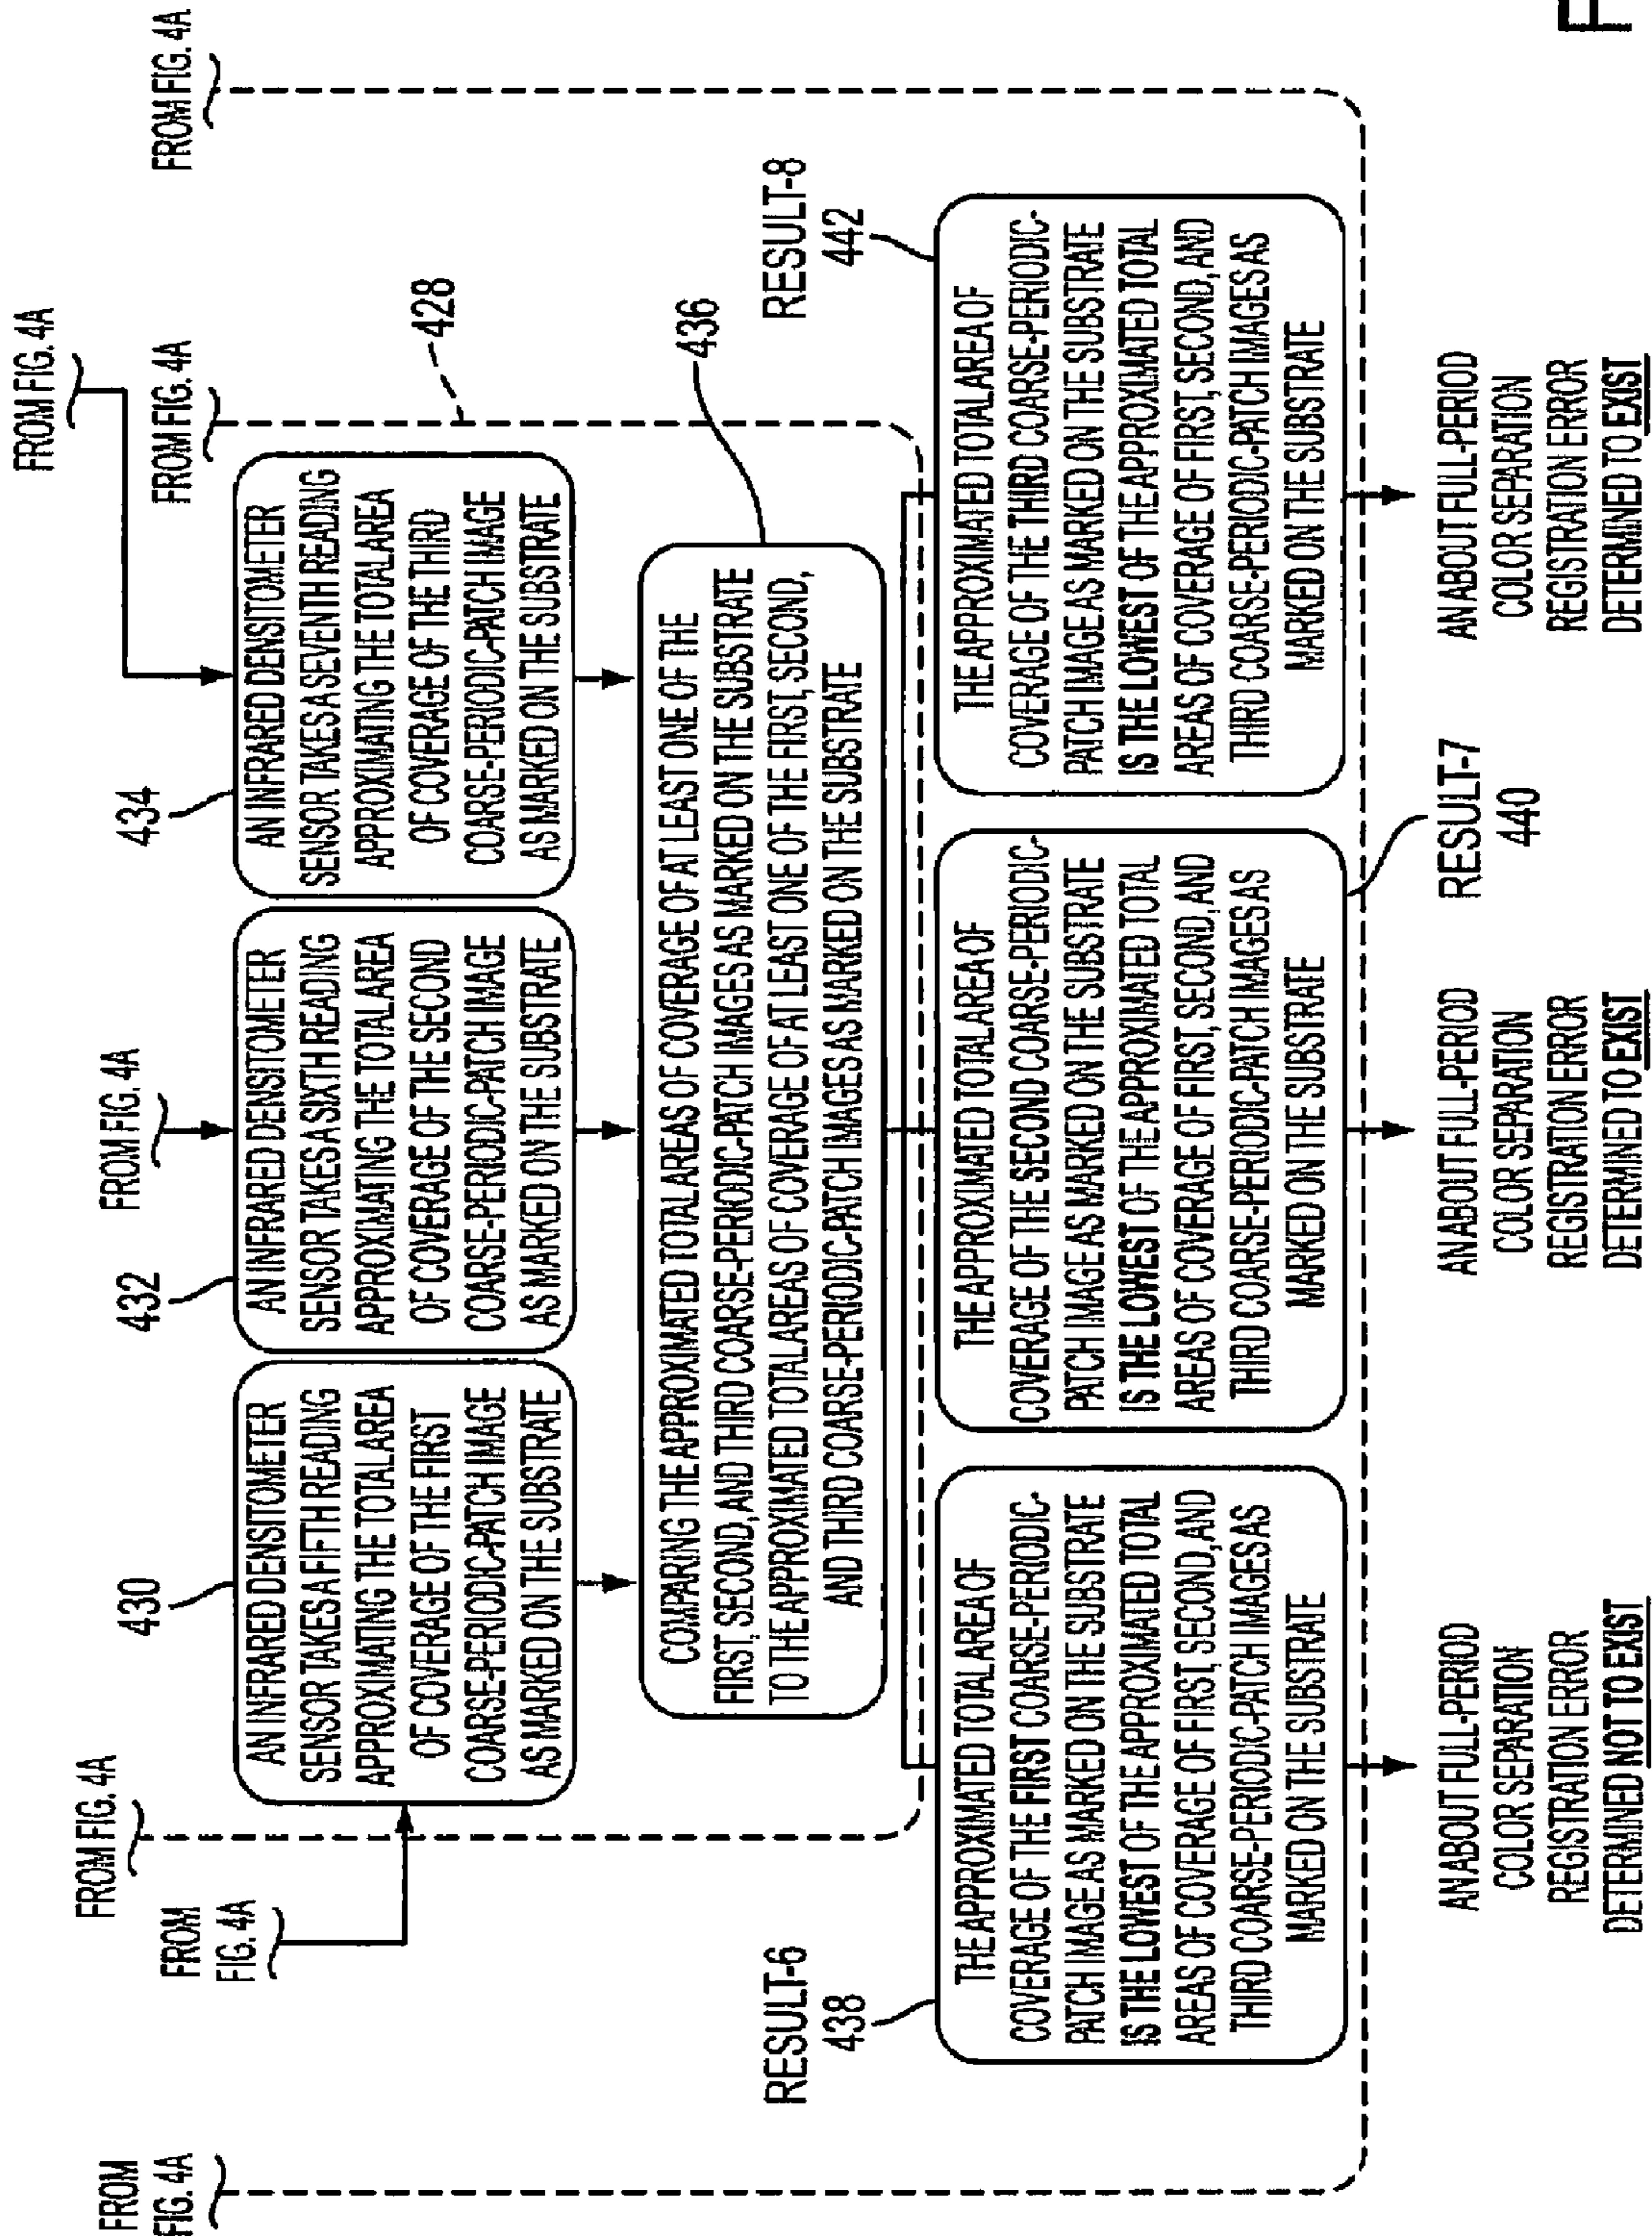 FROM FIG. 4A
FROM
FIG. 4A
FROM
FIG. 4A
FROM FIG. 4A
FROM FIG. 4A
FROM FIG. 4A
FROM FIG. 4A
430
AN INFRARED DENSITOMETER
SENSOR TAKES A FIFTH READING
APPROXIMATING THE TOTAL AREA
OF COVERAGE OF THE FIRST
COARSE-PERIODIC-PATCH IMAGE
AS MARKED ON THE SUBSTRATE
432
AN INFRARED DENSITOMETER
SENSOR TAKES A SIXTH READING
APPROXIMATING THE TOTAL AREA
OF COVERAGE OF THE SECOND
COARSE-PERIODIC-PATCH IMAGE
AS MARKED ON THE SUBSTRATE
434
AN INFRARED DENSITOMETER
SENSOR TAKES A SEVENTH READING
APPROXIMATING THE TOTAL AREA
OF COVERAGE OF THE THIRD
COARSE-PERIODIC-PATCH IMAGE
AS MARKED ON THE SUBSTRATE
428
436
COMPARING THE APPROXIMATED TOTAL AREAS OF COVERAGE OF AT LEAST ONE OF THE
FIRST, SECOND, AND THIRD COARSE-PERIODIC-PATCH IMAGES AS MARKED ON THE SUBSTRATE
TO THE APPROXIMATED TOTAL AREAS OF COVERAGE OF AT LEAST ONE OF THE FIRST, SECOND,
AND THIRD COARSE-PERIODIC-PATCH IMAGES AS MARKED ON THE SUBSTRATE
RESULT-6
438
THE APPROXIMATED TOTAL AREA OF
COVERAGE OF THE FIRST COARSE-PERIODIC-
PATCH IMAGE AS MARKED ON THE SUBSTRATE
IS THE LOWEST OF THE APPROXIMATED TOTAL
AREAS OF COVERAGE OF FIRST, SECOND, AND
THIRD COARSE-PERIODIC-PATCH IMAGES AS
MARKED ON THE SUBSTRATE
THE APPROXIMATED TOTAL AREA OF
COVERAGE OF THE SECOND COARSE-PERIODIC-
PATCH IMAGE AS MARKED ON THE SUBSTRATE
IS THE LOWEST OF THE APPROXIMATED TOTAL
AREAS OF COVERAGE OF FIRST, SECOND, AND
THIRD COARSE-PERIODIC-PATCH IMAGES AS
MARKED ON THE SUBSTRATE
RESULT-7
440
RESULT-8
442
THE APPROXIMATED TOTAL AREA OF
COVERAGE OF THE THIRD COARSE-PERIODIC-
PATCH IMAGE AS MARKED ON THE SUBSTRATE
IS THE LOWEST OF THE APPROXIMATED TOTAL
AREAS OF COVERAGE OF FIRST, SECOND, AND
THIRD COARSE-PERIODIC-PATCH IMAGES AS
MARKED ON THE SUBSTRATE
AN ABOUT FULL-PERIOD
COLOR SEPARATION
REGISTRATION ERROR
DETERMINED NOT TO EXIST
AN ABOUT FULL-PERIOD
COLOR SEPARATION
REGISTRATION ERROR
DETERMINED TO EXIST
AN ABOUT FULL-PERIOD
COLOR SEPARATION
REGISTRATION ERROR
DETERMINED TO EXIST